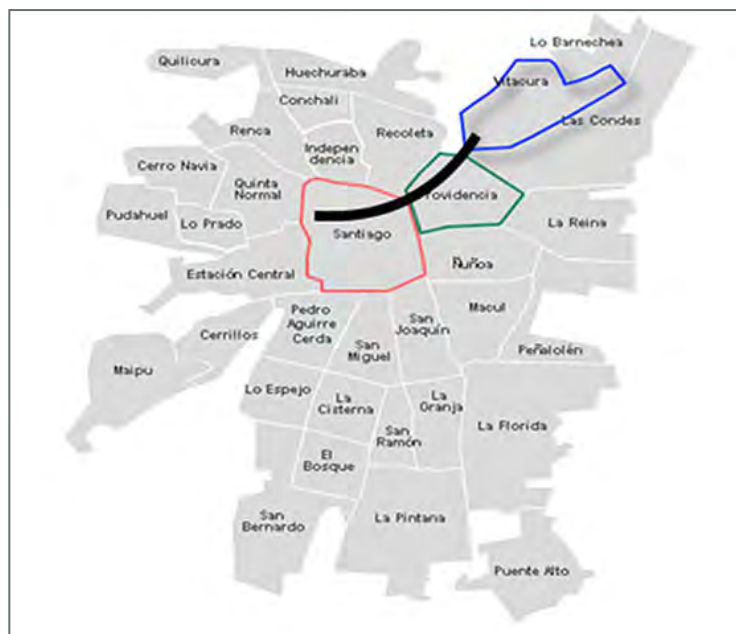 Lo Barnechea
Quilicura
Huechuraba
Vitacura
Conchali
Las Condes
Renca
Recoleta
Indepen
dencia
Cerro Navia
Quinta
Normal
rovidencia
Pudahuel
Lo Prado
La Reina
Santiago
Ñuñoa
Estación Central
Pedro
Aguirre
Cerda
San
Joaquín
Macul
Cerrillos
San
Miguel
Peñalolén
Maipu
Lo Espejo
La
Cisterna
La
Granja
La Florida
San
Ramón
El
Bosque
San
Bernardo
La Pintana
Puente Alto